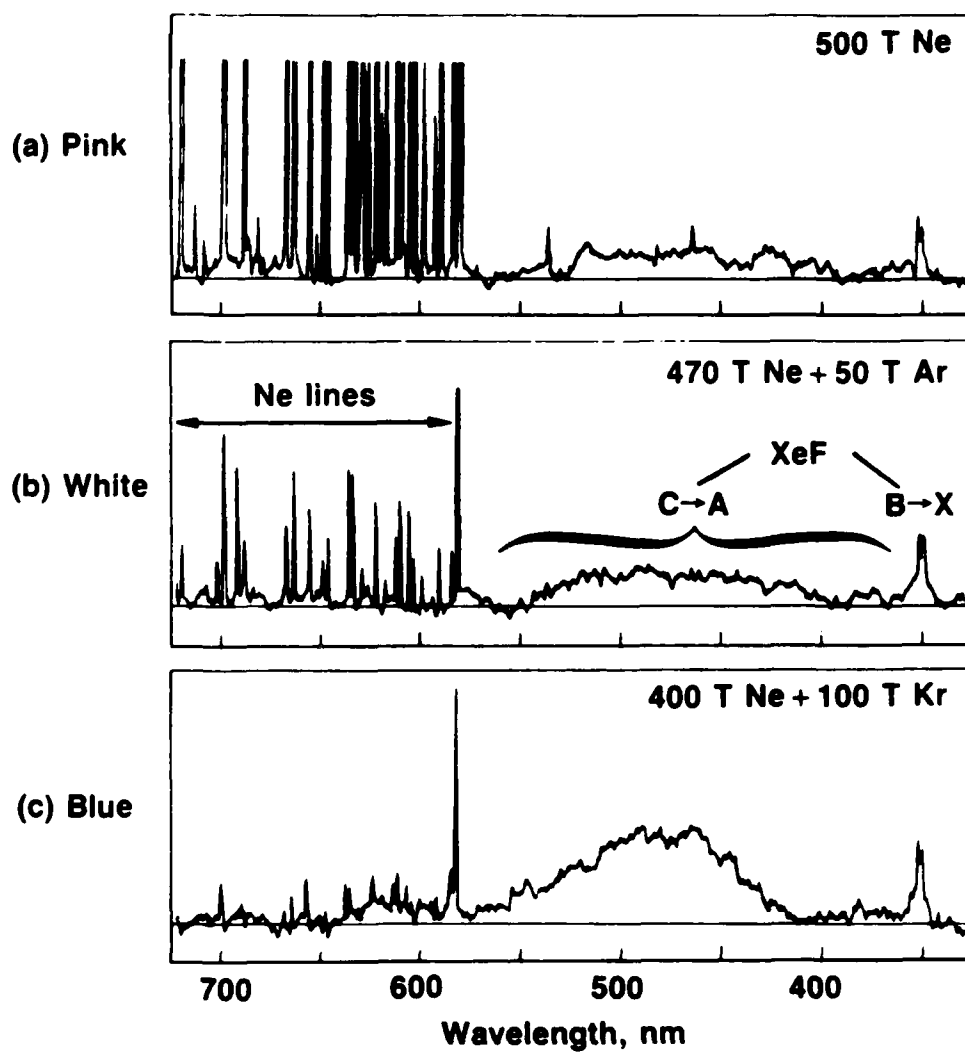 500 T Ne
(a) Pink
470 T Ne + 50 T Ar
Ne lines
XeF
(b) White
C→A
B→X
400 T Ne + 100 T Kr
(c) Blue
700
600
500
400
Wavelength, nm